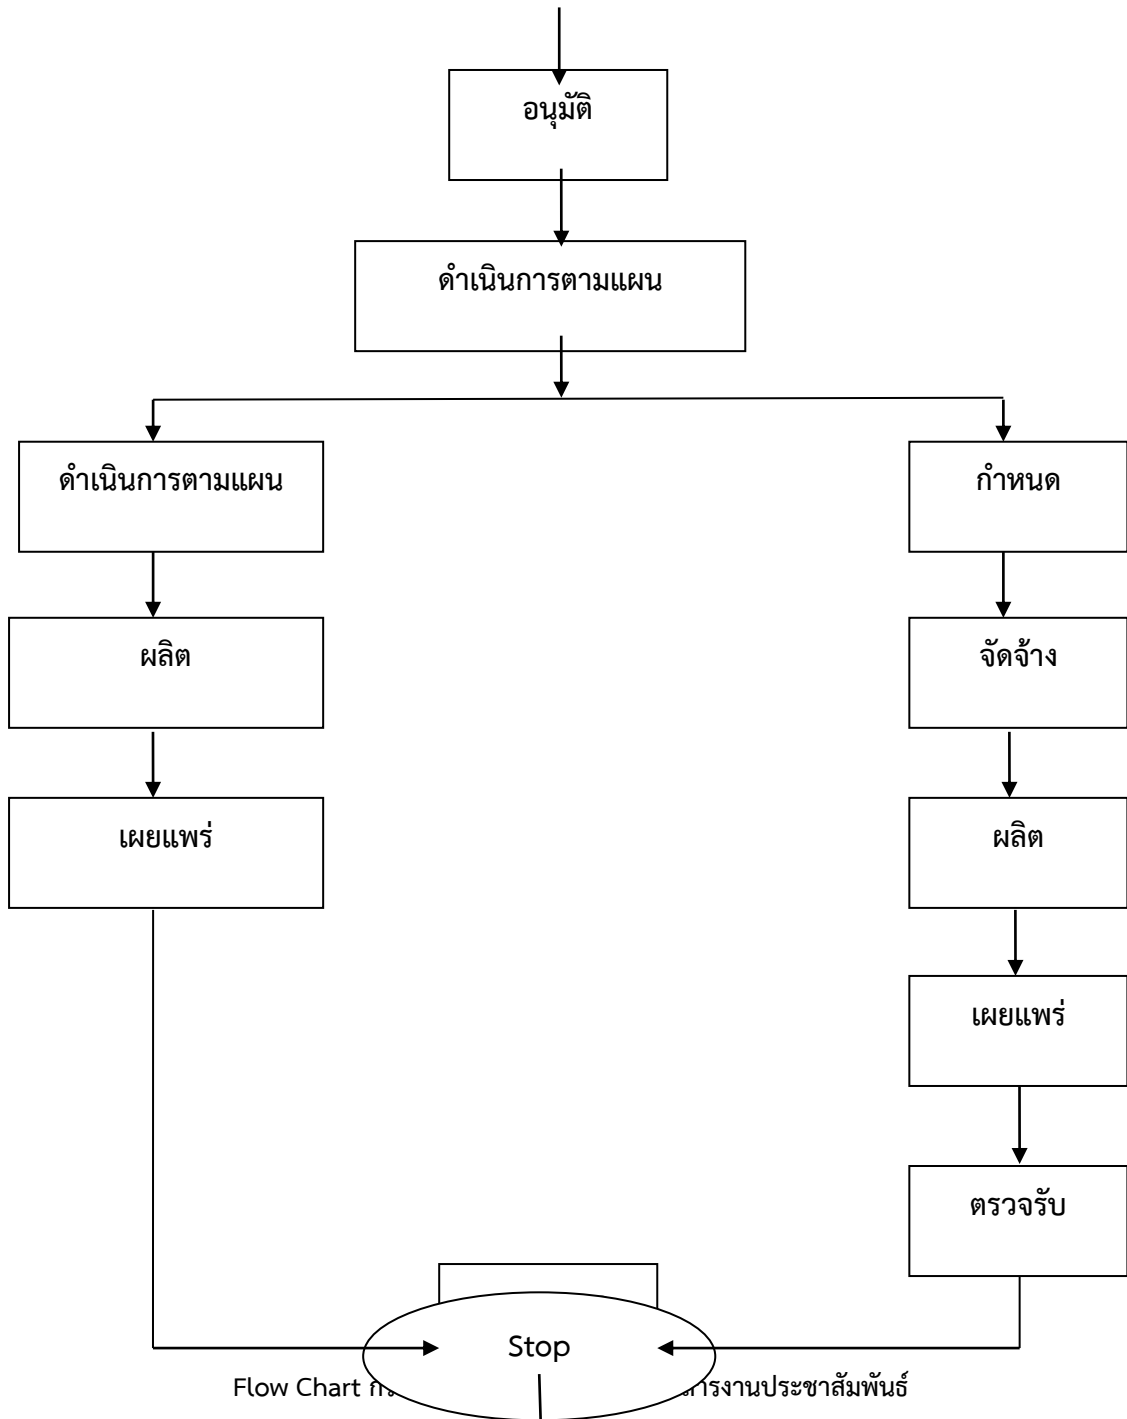 อนุมัติ
ดำเนินการตามแผน
ดำเนินการตามแผน
กำหนด
ผลิต
จัดจ้าง
เผยแพร่
ผลิต
เผยแพร่
ตรวจรับ
Stop
Flow Chart งานประชาสัมพันธ์